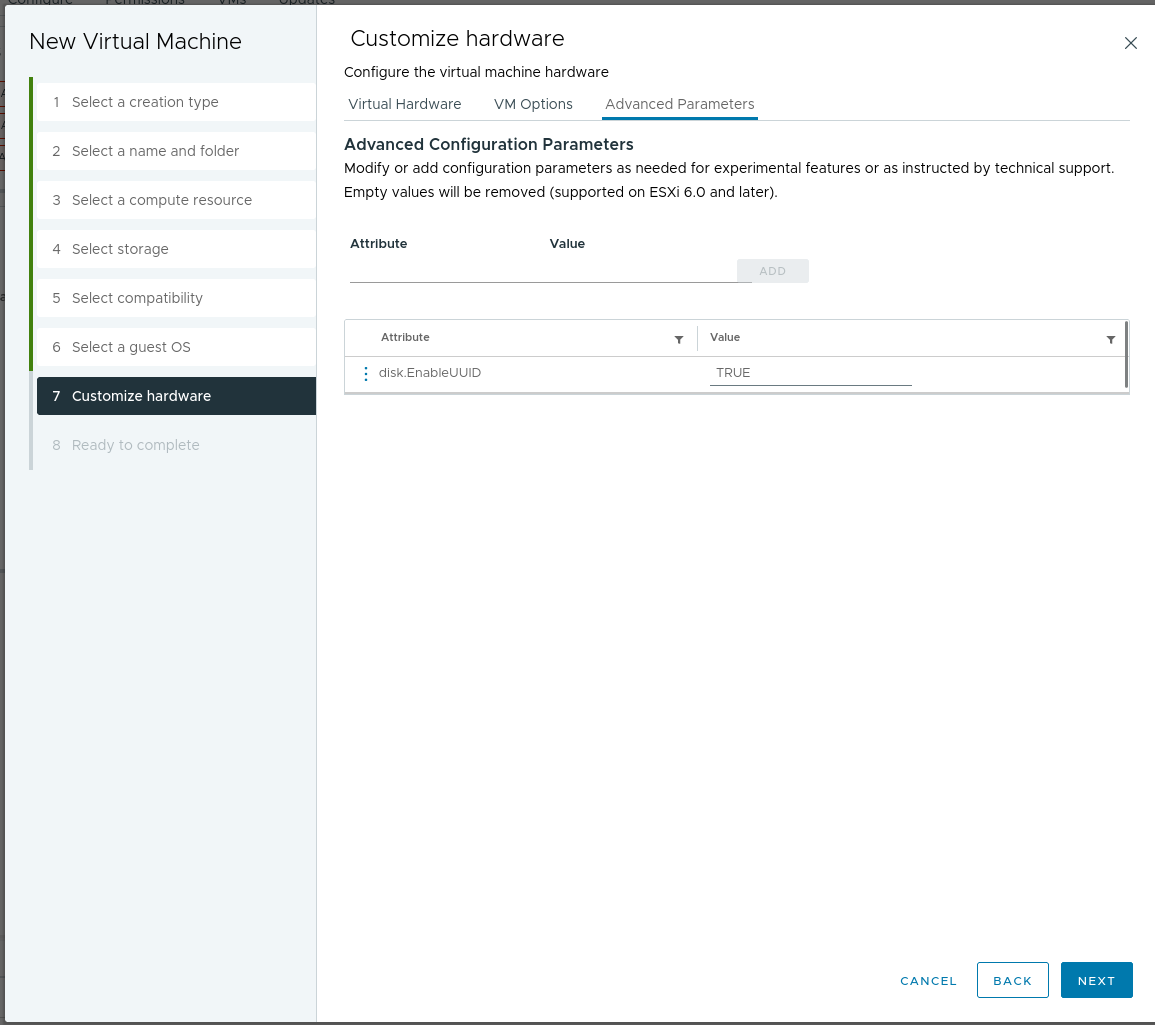 Configure Permissions VMs Updates
New Virtual Machine
1 Select a creation type
2 Select a name and folder
3 Select a compute resource
4 Select storage
5 Select compatibility
6 Select a guest OS
7 Customize hardware
8 Ready to complete
Customize hardware
Configure the virtual machine hardware
Virtual Hardware VM Options Advanced Parameters
Advanced Configuration Parameters
Modify or add configuration parameters as needed for experimental features or as instructed by technical support.
Empty values will be removed (supported on ESXi 6.0 and later).
Attribute Value
ADD
Attribute Value
disk.EnableUUID TRUE
CANCEL BACK NEXT